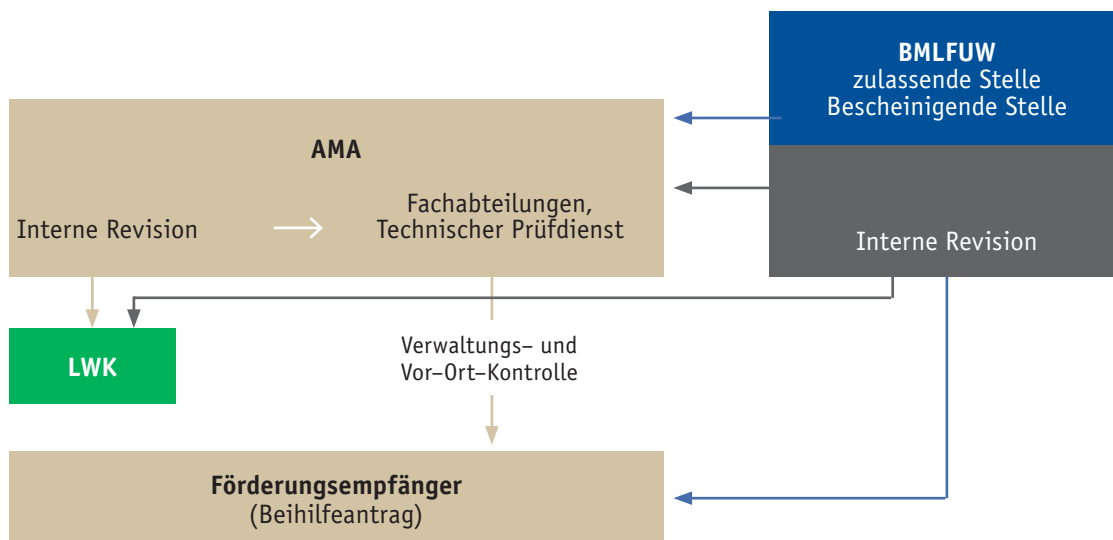 BMLFUW
zulassende Stelle
Bescheinigende Stelle
AMA
Interne Revision
Fachabteilungen,
Technischer Prüfdienst
Interne Revision
LWK
Verwaltungs– und
Vor–Ort–Kontrolle
Förderungsempfänger
(Beihilfeantrag)